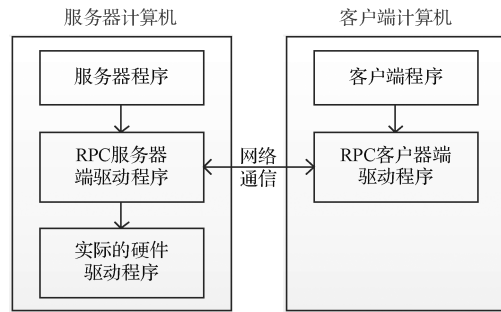 服务器计算机
客户端计算机
服务器程序
客户端程序
RPC服务器
端驱动程序
网络
通信
RPC客户器端
驱动程序
实际的硬件
驱动程序